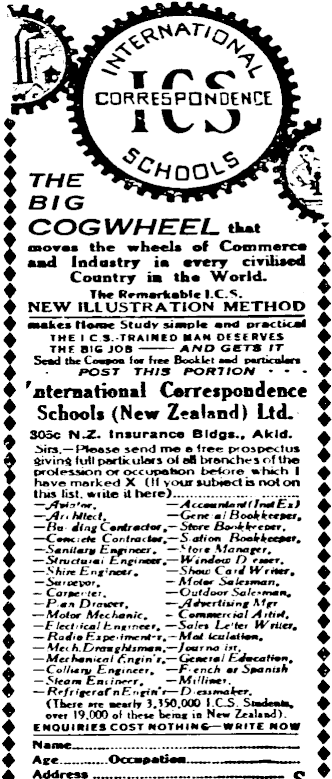 INTERNATIONAL
CORRESPONDENCE
ICS
SCHOOLS
THE
BIG
COGWHEEL that
moves the wheels of Commerce
and Industry in every civilised
Country in the World.
The Remarkable I.C.S.
NEW ILLUSTRATION METHOD
makes Home Study simple and practical
THE I C S.-TRAINED MAN DESERVES
THE BIG JOB —— AND GETS IT
Send the Coupon for free Booklet and particulars
POST THIS PORTION - - -
International Correspondence
Schools (New Zealand) Ltd.
305c N.Z. Insurance Bldgs., Akld.
Sirs,—Please send me a free prospectus
giving full particulars of all branches of the
profession or occupation before which I
have marked X (If your subject is not on
this list, write it here)
—Aviator, —Accountant (Inst Ex)
—Architect, —General Bookkeeper,
—Building Contractor, —Store Bookkeeper,
—Concrete Contractor, —Station Bookkeeper,
—Sanitary Engineer, —Store Manager,
—Structural Engineer, —Window Dresser,
—Shire Engineer, —Show Card Writer,
—Surveyor, —Motor Salesman,
—Carpenter, —Outdoor Salesman,
—Plan Drawer, —Advertising Mgr
—Motor Mechanic, —Commercial Artist,
—Electrical Engineer, —Sales Letter Writer,
—Radio Experimenter, —Matriculation,
—Mech. Draughtsman, —Journalist,
—Mechanical Engin'r, —General Education,
—Colliery Engineer, —French or Spanish
—Steam Engineer, —Milliner,
—Refrigerat'n Engin'r —Dressmaker,
(There are nearly 3,350,000 I.C.S. Students,
over 19,000 of these being in New Zealand).
ENQUIRIES COST NOTHING—WRITE NOW
Name
Age Occupation
Address S